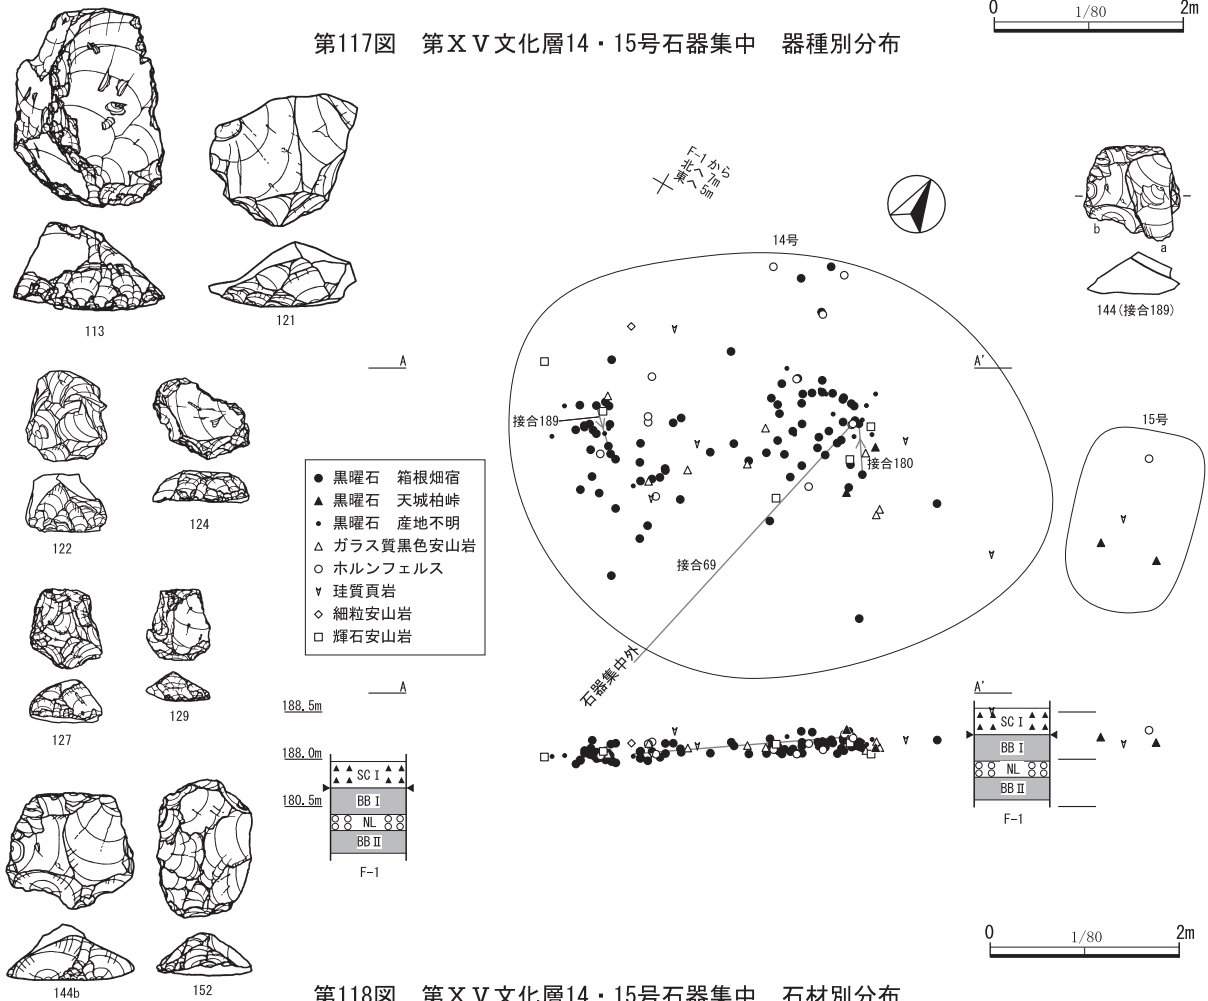 0 1/80 2m
第117図　第ＸＶ文化層14・15号石器集中　器種別分布
113
121
122
124
127
129
144b
152
F-1から
北へ7m
東へ5m
b
a
144(接合189)
14号
15号
A
A'
接合189
接合180
接合69
石器集中外
● 黒曜石　箱根畑宿
▲ 黒曜石　天城柏峠
• 黒曜石　産地不明
△ ガラス質黒色安山岩
○ ホルンフェルス
珪質頁岩
◇ 細粒安山岩
□ 輝石安山岩
A
A'
188.5m
188.0m
180.5m
SCⅠ
BBⅠ
NL
BBⅡ
F-1
SCⅠ
BBⅠ
NL
BBⅡ
F-1
0 1/80 2m
第118図　第ＸＶ文化層14・15号石器集中　石材別分布